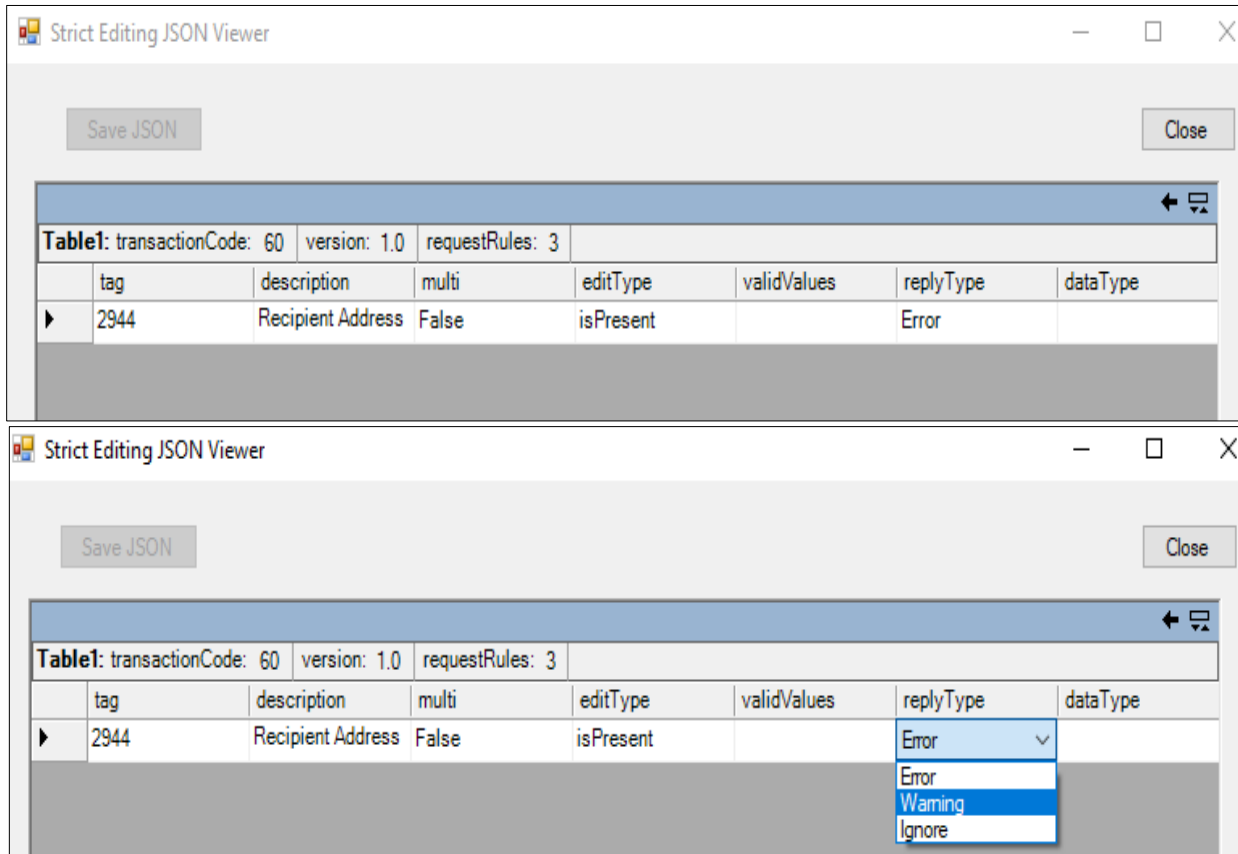 Strict Editing JSON Viewer
Save JSON Close
Table1: transactionCode: 60 version: 1.0 requestRules: 3
tag description multi editType validValues replyType dataType
2944 Recipient Address False isPresent Error
Strict Editing JSON Viewer
Save JSON Close
Table1: transactionCode: 60 version: 1.0 requestRules: 3
tag description multi editType validValues replyType dataType
2944 Recipient Address False isPresent Error
Error
Warning
Ignore